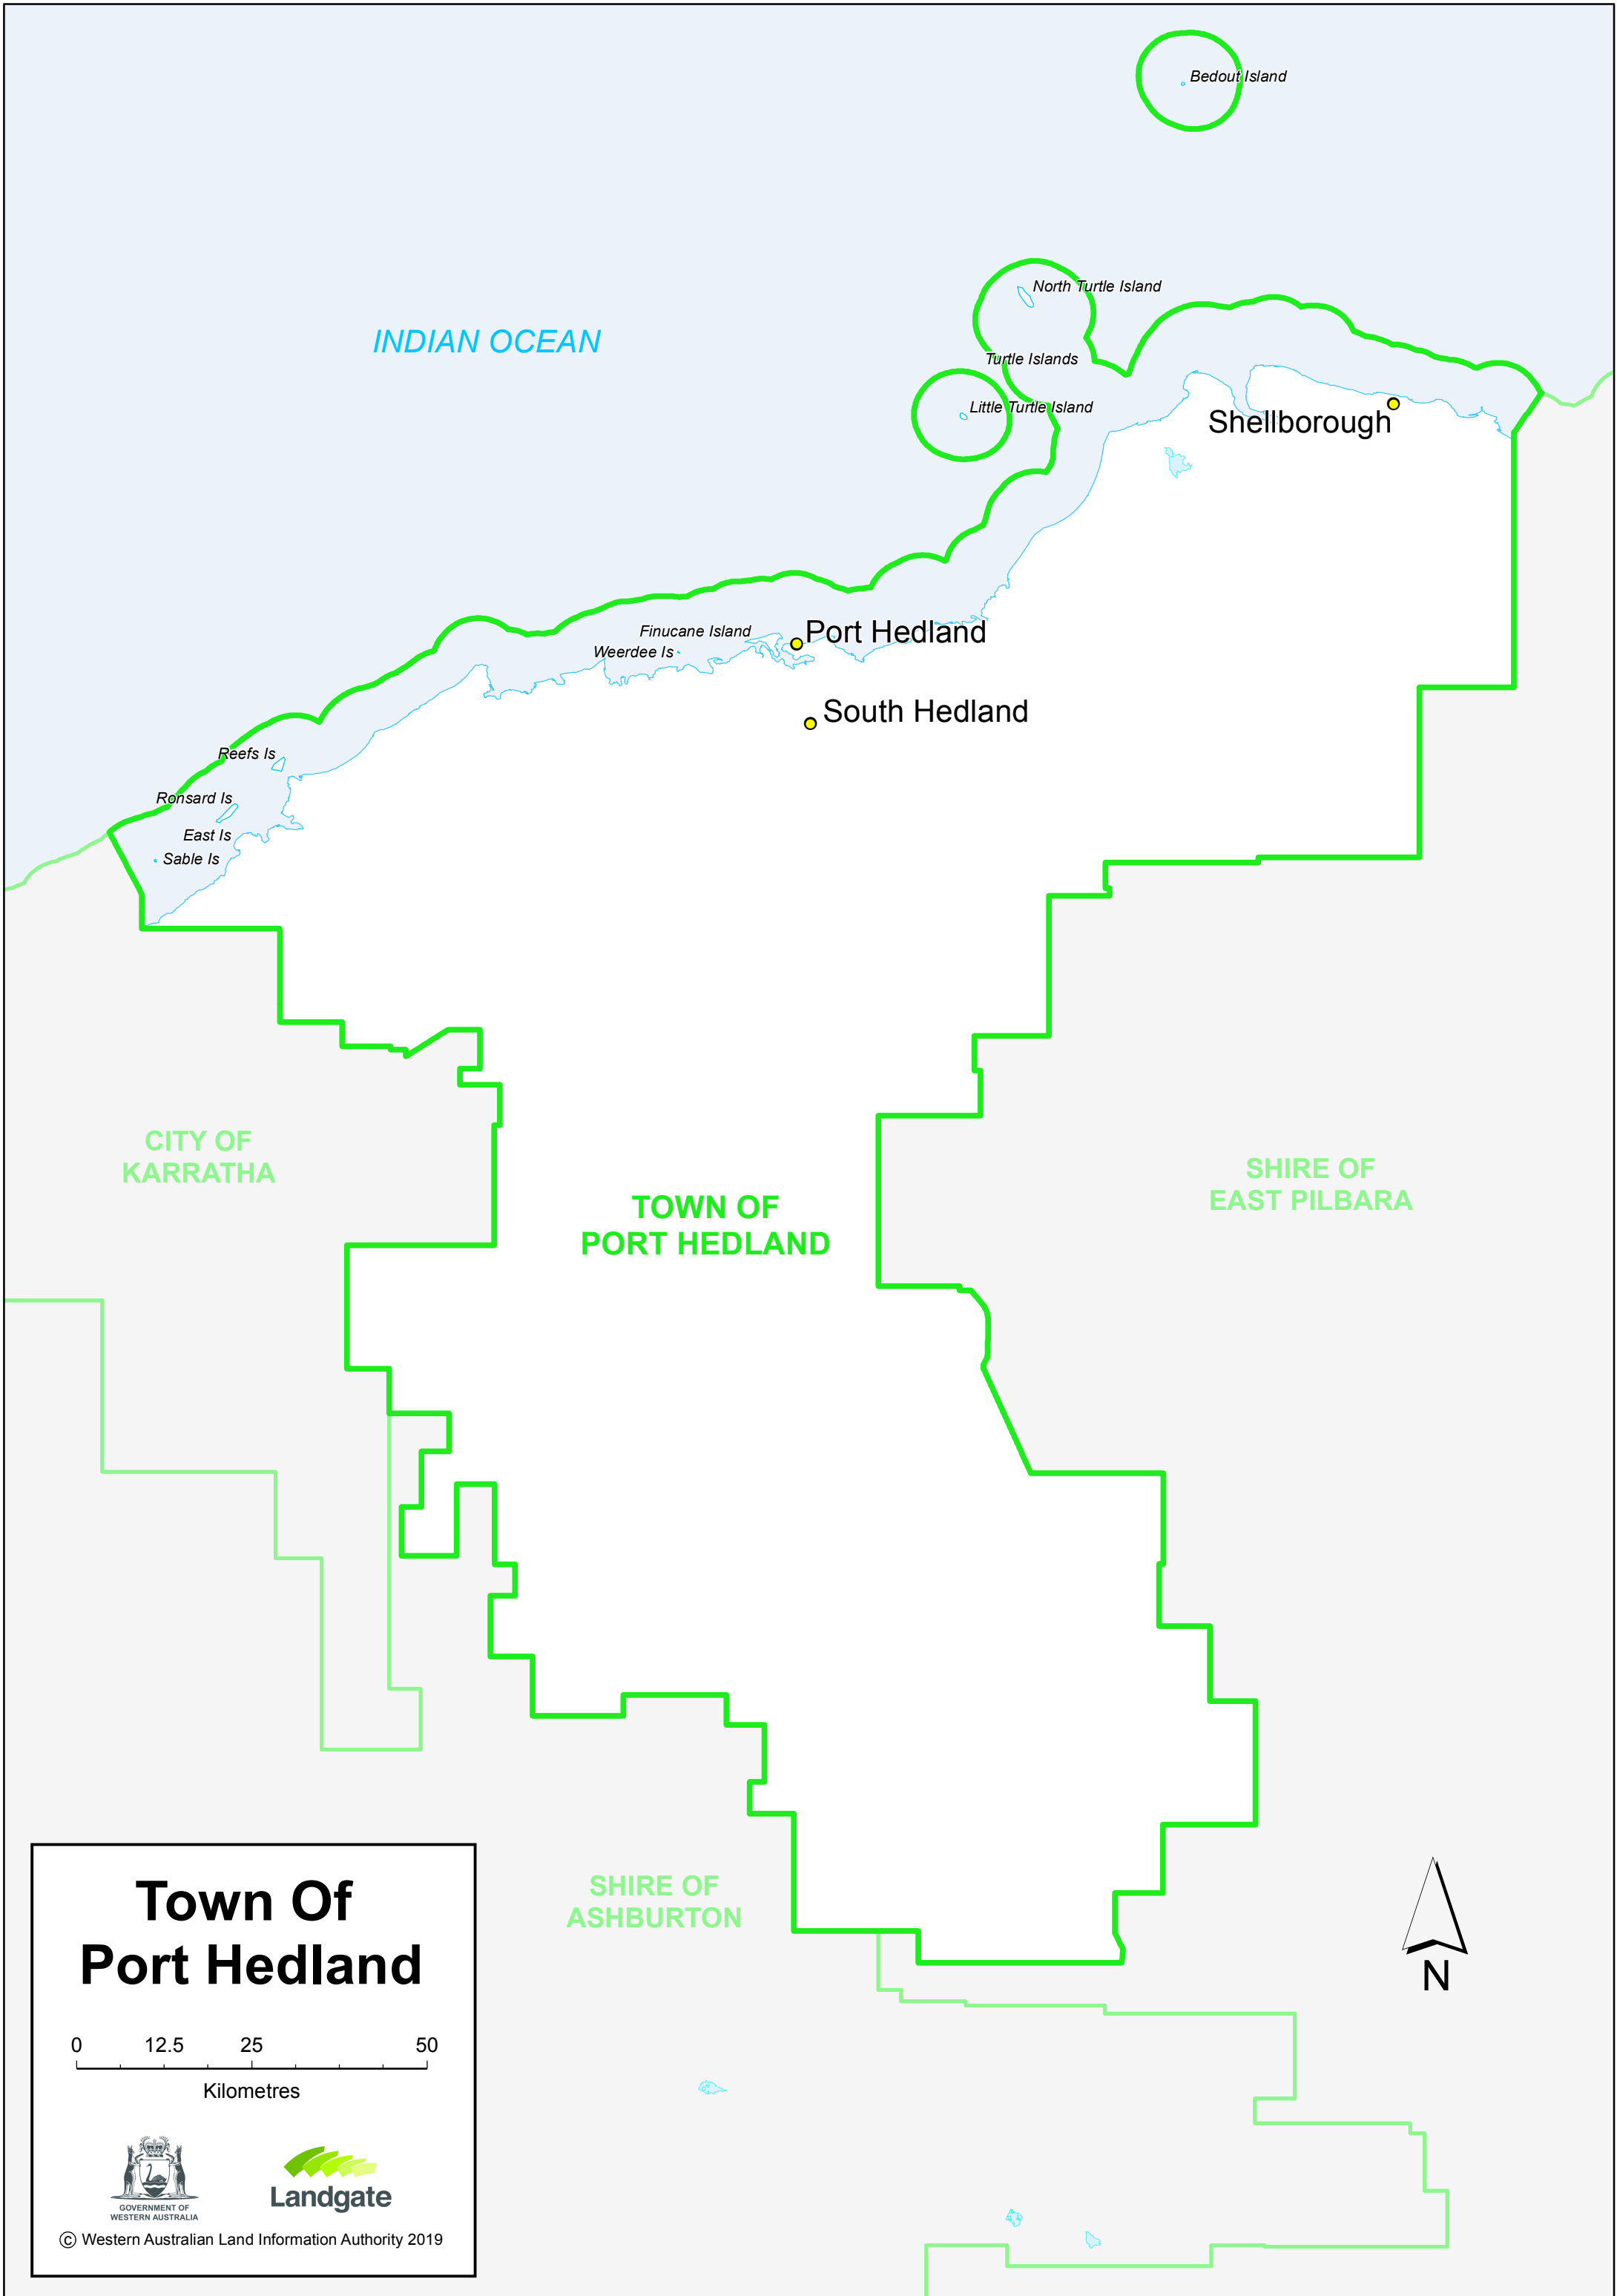 Bedout Island
North Turtle Island
INDIAN OCEAN
Turtle Islands
Little Turtle Island
Shellborough
Finucane Island
Port Hedland
Weerdee Is
South Hedland
Reefs Is
Ronsard Is
East Is
Sable Is
CITY OF
KARRATHA
SHIRE OF
EAST PILBARA
TOWN OF
PORT HEDLAND
SHIRE OF
ASHBURTON
N
Town Of
Port Hedland
0 12.5 25 50
Kilometres
GOVERNMENT OF
WESTERN AUSTRALIA
Landgate
© Western Australian Land Information Authority 2019